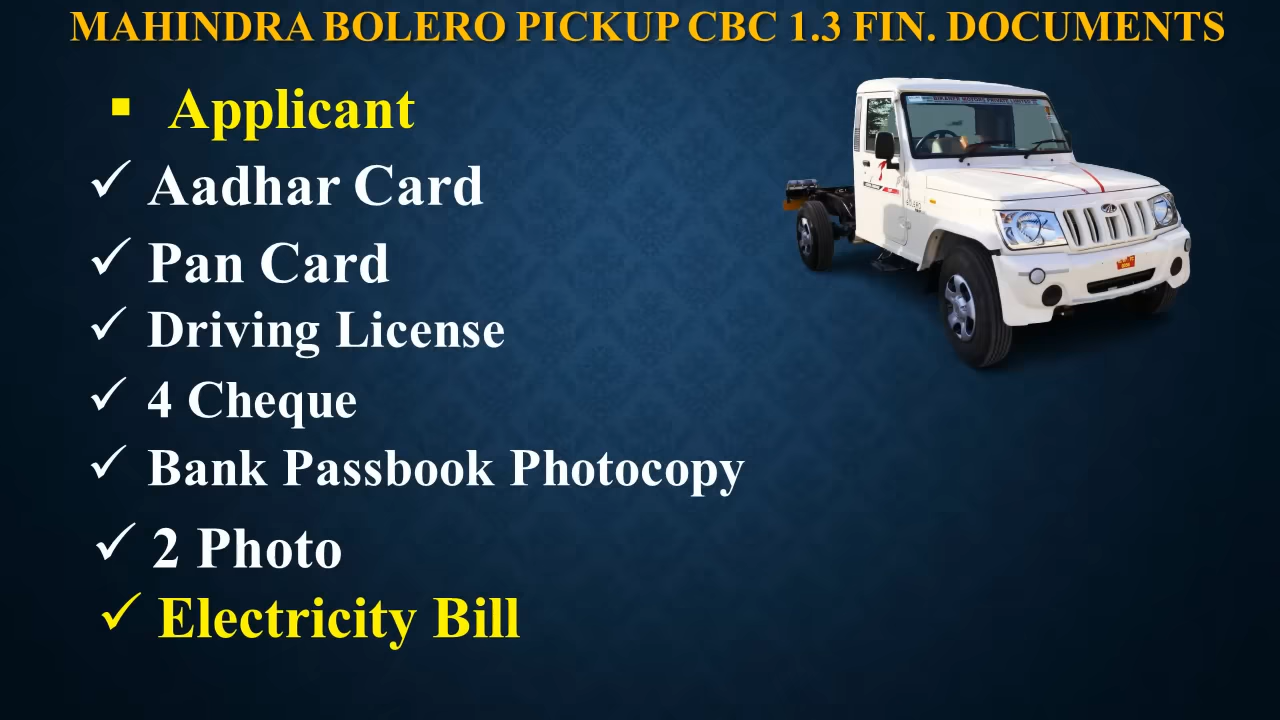 MAHINDRA BOLERO PICKUP CBC 1.3 FIN. DOCUMENTS
Applicant
Aadhar Card
Pan Card
Driving License
4 Cheque
Bank Passbook Photocopy
2 Photo
Electricity Bill